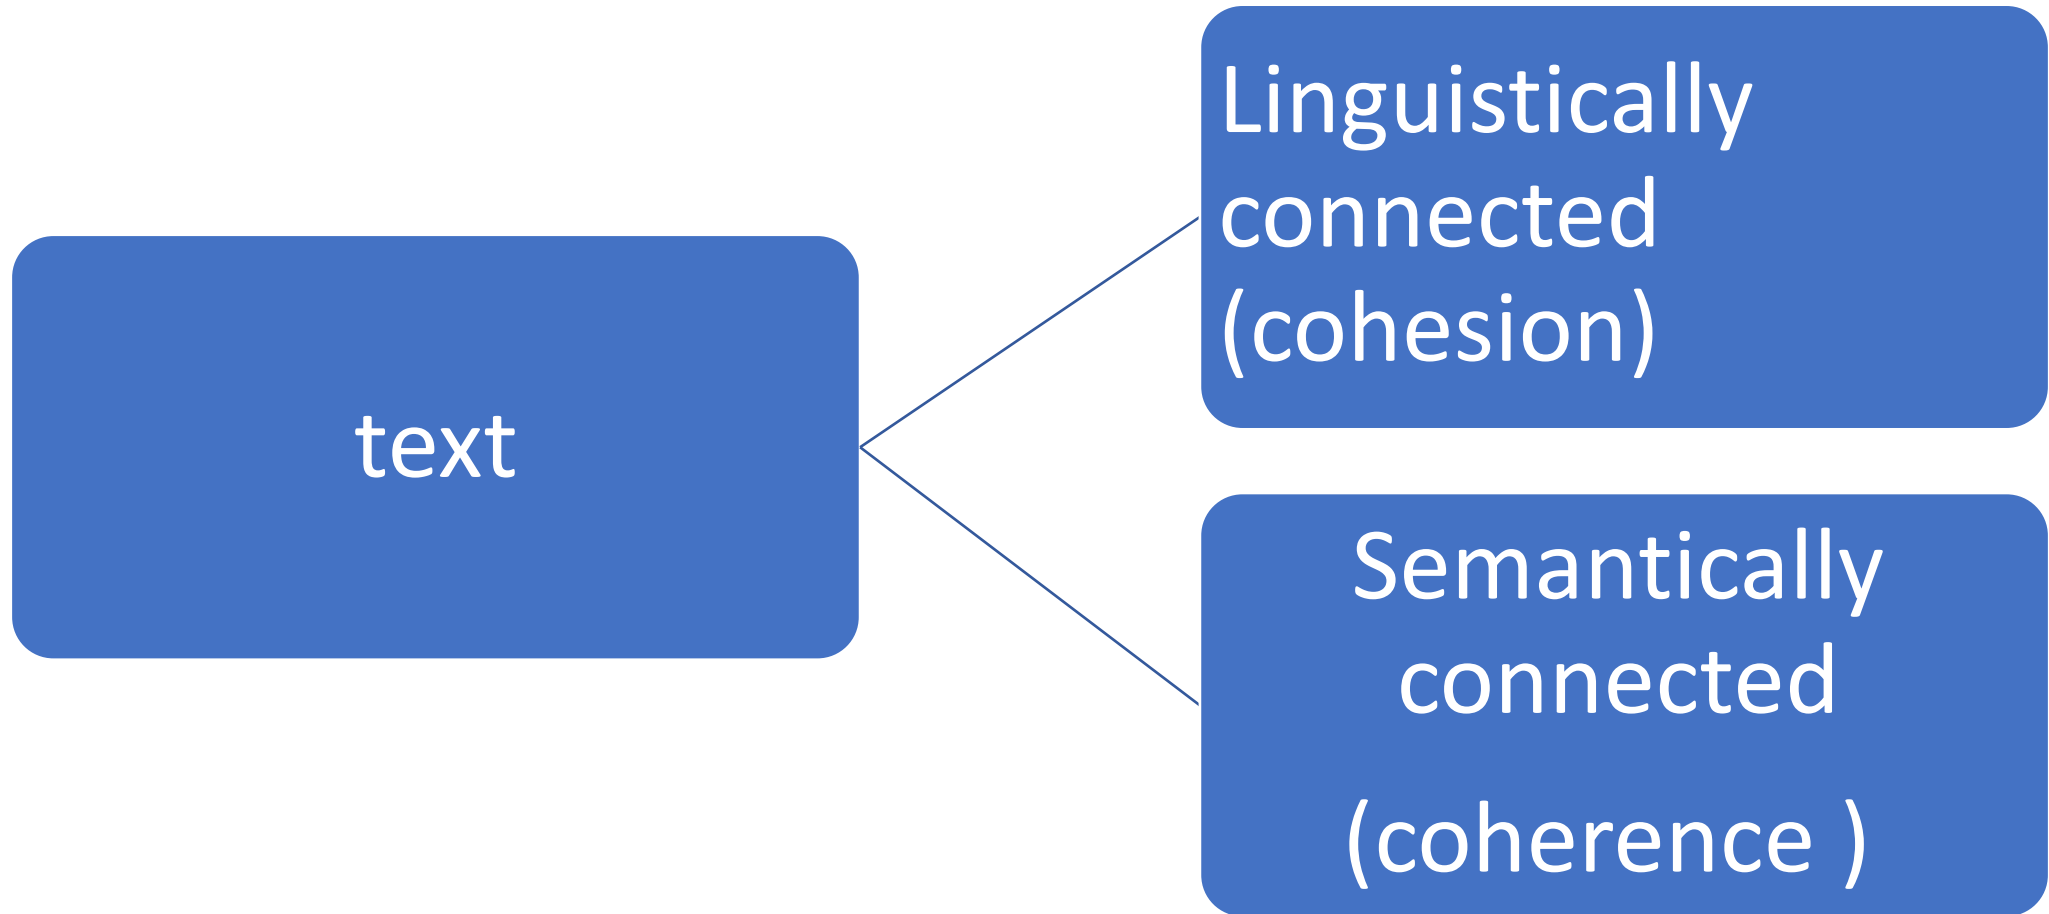 text
Linguistically
connected
(cohesion)
Semantically
connected
(coherence )